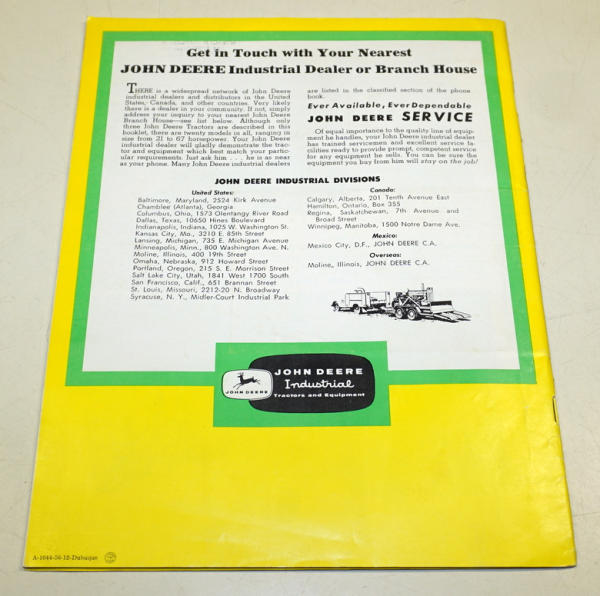 Get in Touch with Your Nearest
JOHN DEERE Industrial Dealer or Branch House
THERE is a widespread network of John Deere
industrial dealers and distributors in the United
States, Canada, and other countries. Very likely
there is a dealer in your community. If not, simply
address your inquiry to your nearest John Deere
Branch House—see list below. Although only
three John Deere Tractors are described in this
booklet, there are twenty models in all, ranging in
size from 21 to 67 horsepower. Your John Deere
industrial dealer will gladly demonstrate the trac-
tor and equipment which best match your particu-
lar requirements. Just ask him . . . he is as near
as your phone. Many John Deere industrial dealers
are listed in the classified section of the phone
book.
Ever Available, Ever Dependable
JOHN DEERE SERVICE
Of equal importance to the quality line of equip-
ment he handles, your John Deere industrial dealer
has trained servicemen and excellent service fa-
cilities ready to provide prompt, competent service
for any equipment he sells. You can be sure the
equipment you buy from him will stay on the job!
JOHN DEERE INDUSTRIAL DIVISIONS
United States:
Baltimore, Maryland, 2524 Kirk Avenue
Chamblee (Atlanta), Georgia
Columbus, Ohio, 1573 Olentangy River Road
Dallas, Texas, 10650 Hines Boulevard
Indianapolis, Indiana, 1025 W. Washington St.
Kansas City, Mo., 3210 E. 85th Street
Lansing, Michigan, 735 E. Michigan Avenue
Minneapolis, Minn., 800 Washington Ave. N.
Moline, Illinois, 400 19th Street
Omaha, Nebraska, 912 Howard Street
Portland, Oregon, 215 S. E. Morrison Street
Salt Lake City, Utah, 1841 West 1700 South
San Francisco, Calif., 651 Brannan Street
St. Louis, Missouri, 2212-20 N. Broadway
Syracuse, N. Y., Midler-Court Industrial Park
Canada:
Calgary, Alberta, 201 Tenth Avenue East
Hamilton, Ontario, Box 355
Regina, Saskatchewan, 7th Avenue and
Broad Street
Winnipeg, Manitoba, 1500 Notre Dame Ave.
Mexico:
Mexico City, D.F., JOHN DEERE C.A.
Overseas:
Moline, Illinois, JOHN DEERE C.A.
JOHN DEERE
JOHN DEERE
Industrial
Tractors and Equipment
A-1044-56-12-Dubuque